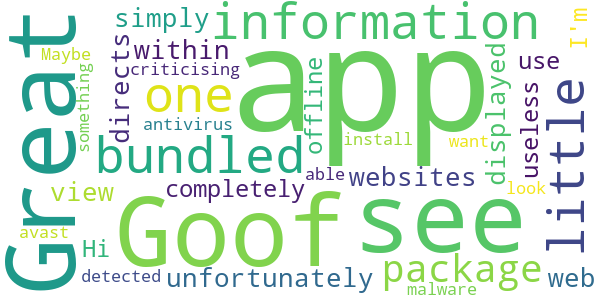 Great
simply
information
I'm
Maybe
within
app
use
criticising
something
directs
one
offline
displayed
useless
little
antivirus
install
want
bundled
see
able
websites
look
view
completely
Goof
avast
Hi
package
detected
unfortunately
malware
web